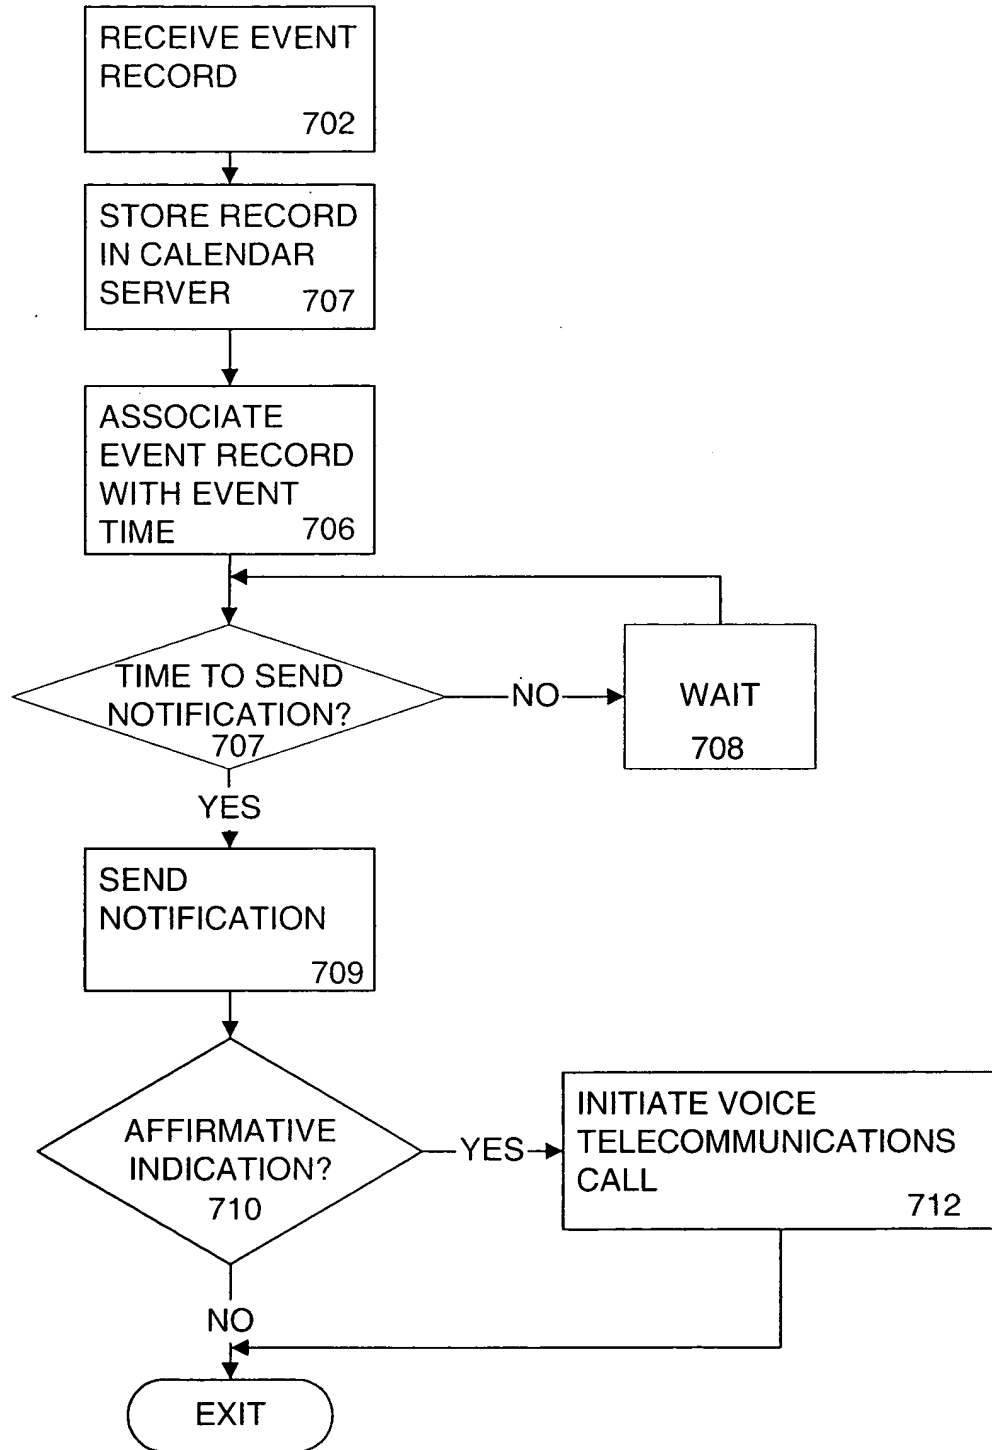 RECEIVE EVENT
RECORD
702
STORE RECORD
IN CALENDAR
SERVER 707
ASSOCIATE
EVENT RECORD
WITH EVENT
TIME 706
TIME TO SEND
NOTIFICATION?
707
NO
WAIT
708
YES
SEND
NOTIFICATION
709
AFFIRMATIVE
INDICATION?
710
YES
INITIATE VOICE
TELECOMMUNICATIONS
CALL
712
NO
EXIT